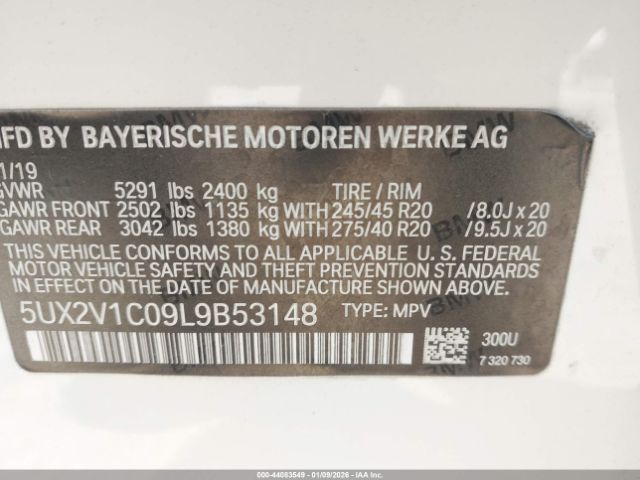 MFD BY BAYERISCHE MOTOREN WERKE AG
1/19
GVWR 5291 lbs 2400 kg TIRE / RIM
GAWR FRONT 2502 lbs 1135 kg WITH 245/45 R20 /8.0J x 20
GAWR REAR 3042 lbs 1380 kg WITH 275/40 R20 /9.5J x 20
THIS VEHICLE CONFORMS TO ALL APPLICABLE U. S. FEDERAL
MOTOR VEHICLE SAFETY AND THEFT PREVENTION STANDARDS
IN EFFECT ON THE DATE OF MANUFACTURE SHOWN ABOVE.
5UX2V1C09L9B53148 TYPE: MPV
300U
7 320 730
000-44083549 - 01/09/2026 - IAA Inc.